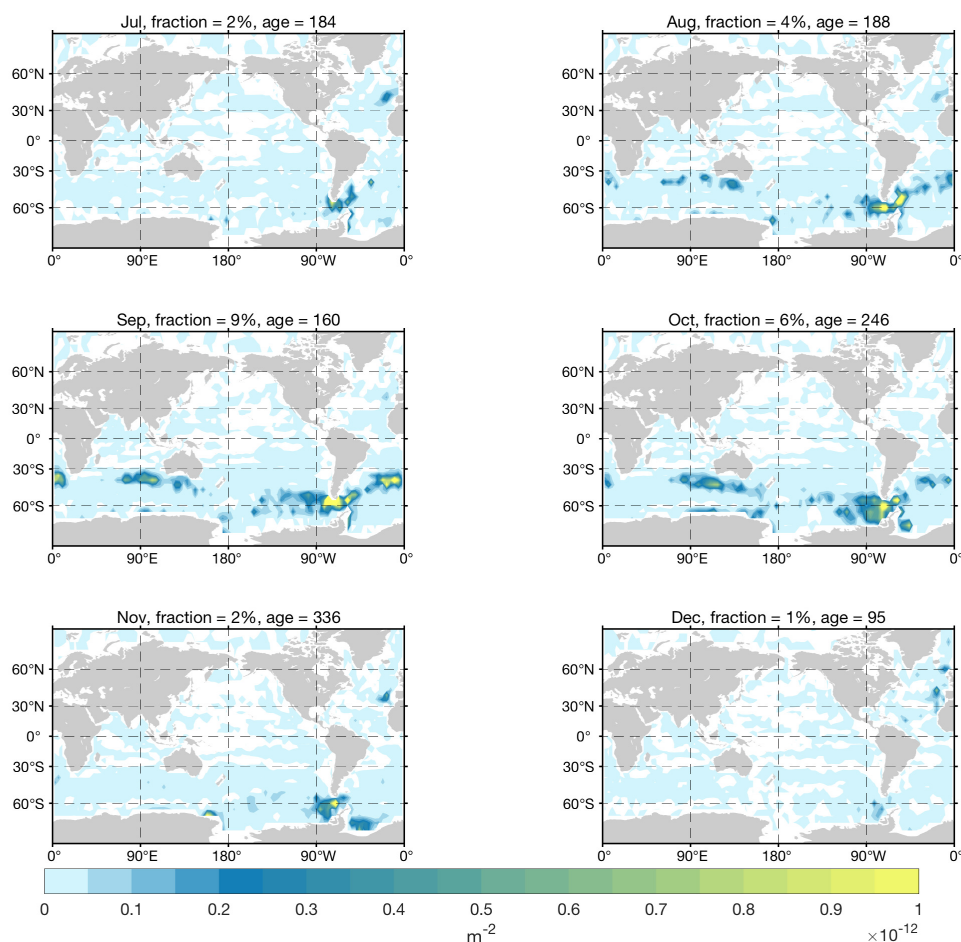 Jul, fraction = 2%, age = 184
Aug, fraction = 4%, age = 188
60°N
30°N
0°
30°S
60°S
0° 90°E 180° 90°W 0°
60°N
30°N
0°
30°S
60°S
0° 90°E 180° 90°W 0°
Sep, fraction = 9%, age = 160
Oct, fraction = 6%, age = 246
60°N
30°N
0°
30°S
60°S
0° 90°E 180° 90°W 0°
60°N
30°N
0°
30°S
60°S
0° 90°E 180° 90°W 0°
Nov, fraction = 2%, age = 336
Dec, fraction = 1%, age = 95
60°N
30°N
0°
30°S
60°S
0° 90°E 180° 90°W 0°
60°N
30°N
0°
30°S
60°S
0° 90°E 180° 90°W 0°
0 0.1 0.2 0.3 0.4 0.5 0.6 0.7 0.8 0.9 1
m⁻²
×10⁻¹²